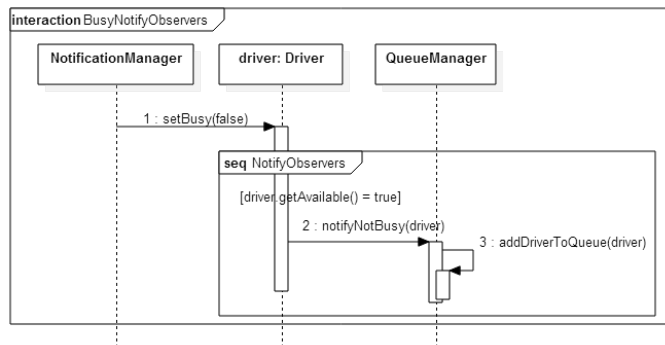 interaction BusyNotifyObservers
NotificationManager
driver: Driver
QueueManager
1 : setBusy(false)
seq NotifyObservers
[driver.getAvailable() = true]
2 : notifyNotBusy(driver)
3 : addDriverToQueue(driver)